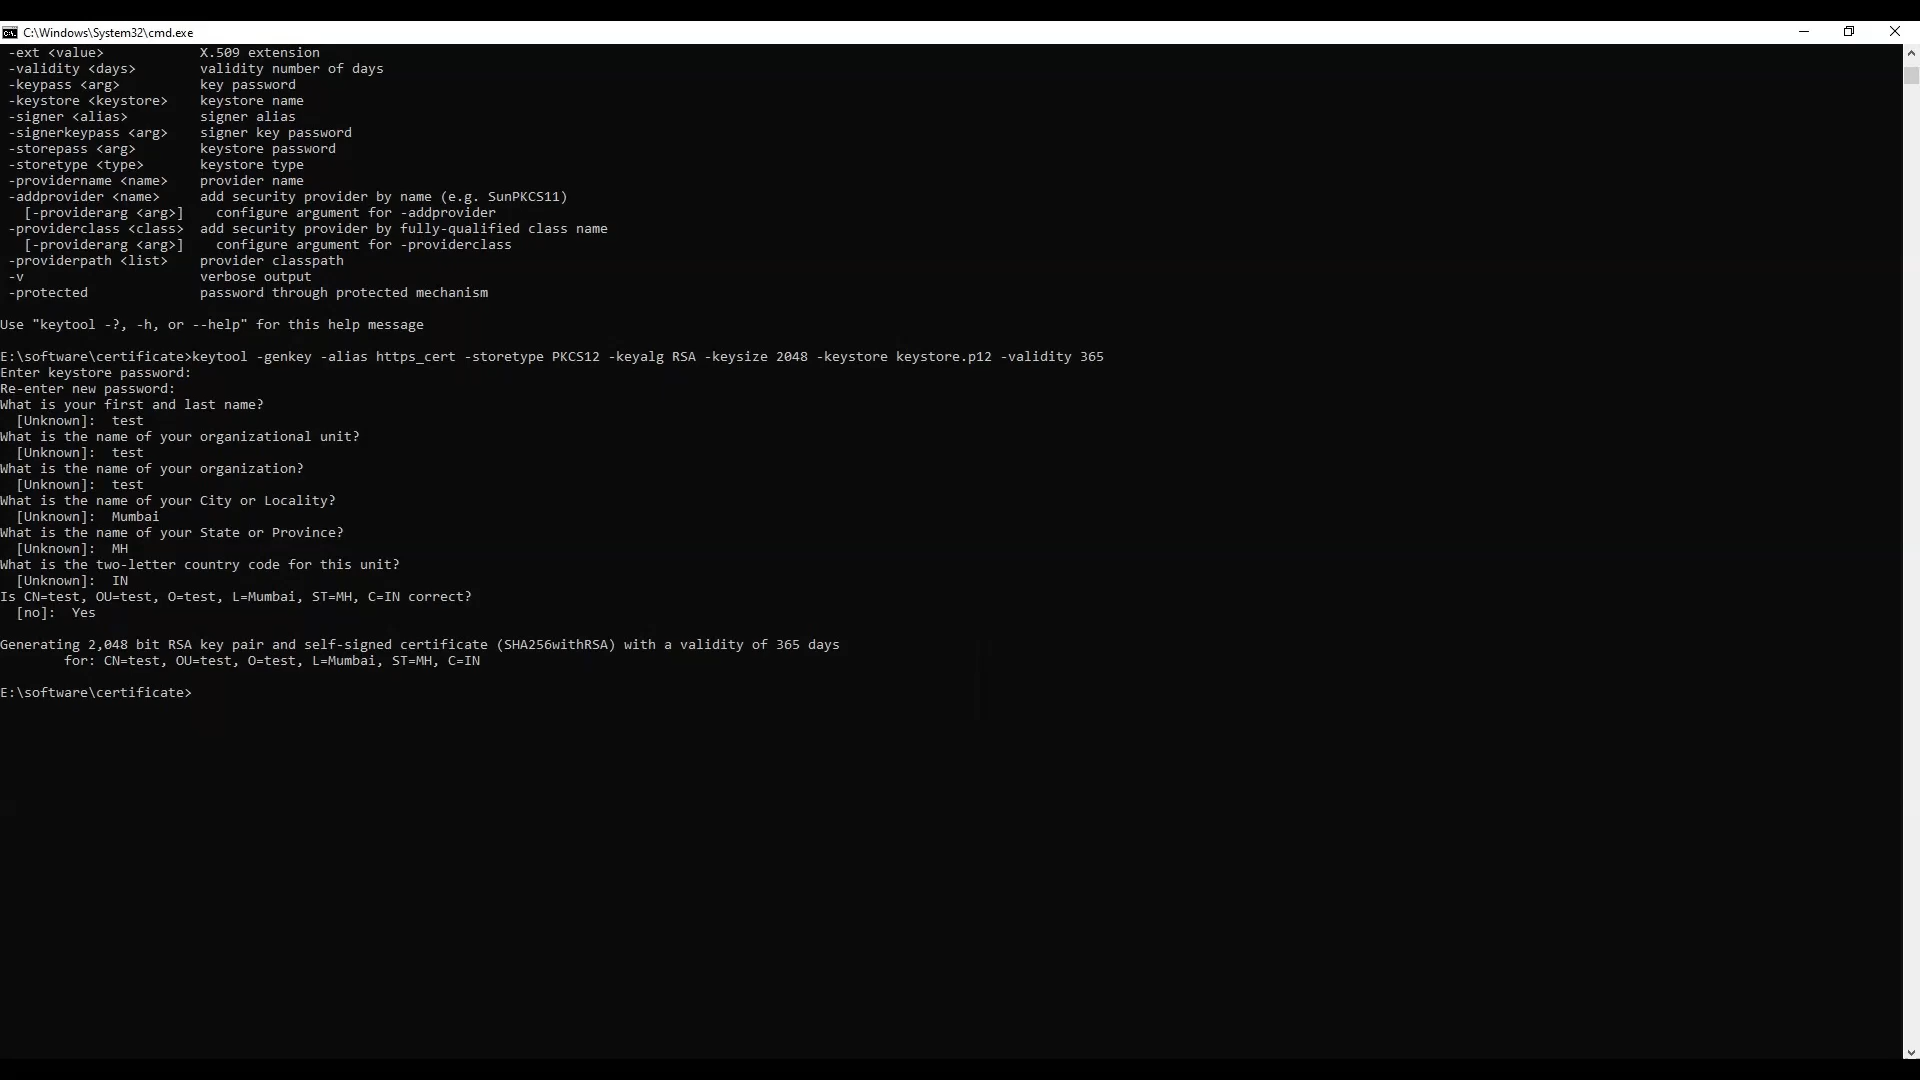 C:\Windows\System32\cmd.exe
-ext <value> X.509 extension
-validity <days> validity number of days
-keypass <arg> key password
-keystore <keystore> keystore name
-signer <alias> signer alias
-signerkeypass <arg> signer key password
-storepass <arg> keystore password
-storetype <type> keystore type
-providername <name> provider name
-addprovider <name> add security provider by name (e.g. SunPKCS11)
[-providerarg <arg>] configure argument for -addprovider
-providerclass <class> add security provider by fully-qualified class name
[-providerarg <arg>] configure argument for -providerclass
-providerpath <list> provider classpath
-v verbose output
-protected password through protected mechanism
Use "keytool -?, -h, or --help" for this help message
E:\software\certificate>keytool -genkey -alias https_cert -storetype PKCS12 -keyalg RSA -keysize 2048 -keystore keystore.p12 -validity 365
Enter keystore password:
Re-enter new password:
What is your first and last name?
[Unknown]: test
What is the name of your organizational unit?
[Unknown]: test
What is the name of your organization?
[Unknown]: test
What is the name of your City or Locality?
[Unknown]: Mumbai
What is the name of your State or Province?
[Unknown]: MH
What is the two-letter country code for this unit?
[Unknown]: IN
Is CN=test, OU=test, O=test, L=Mumbai, ST=MH, C=IN correct?
[no]: Yes
Generating 2,048 bit RSA key pair and self-signed certificate (SHA256withRSA) with a validity of 365 days
for: CN=test, OU=test, O=test, L=Mumbai, ST=MH, C=IN
E:\software\certificate>